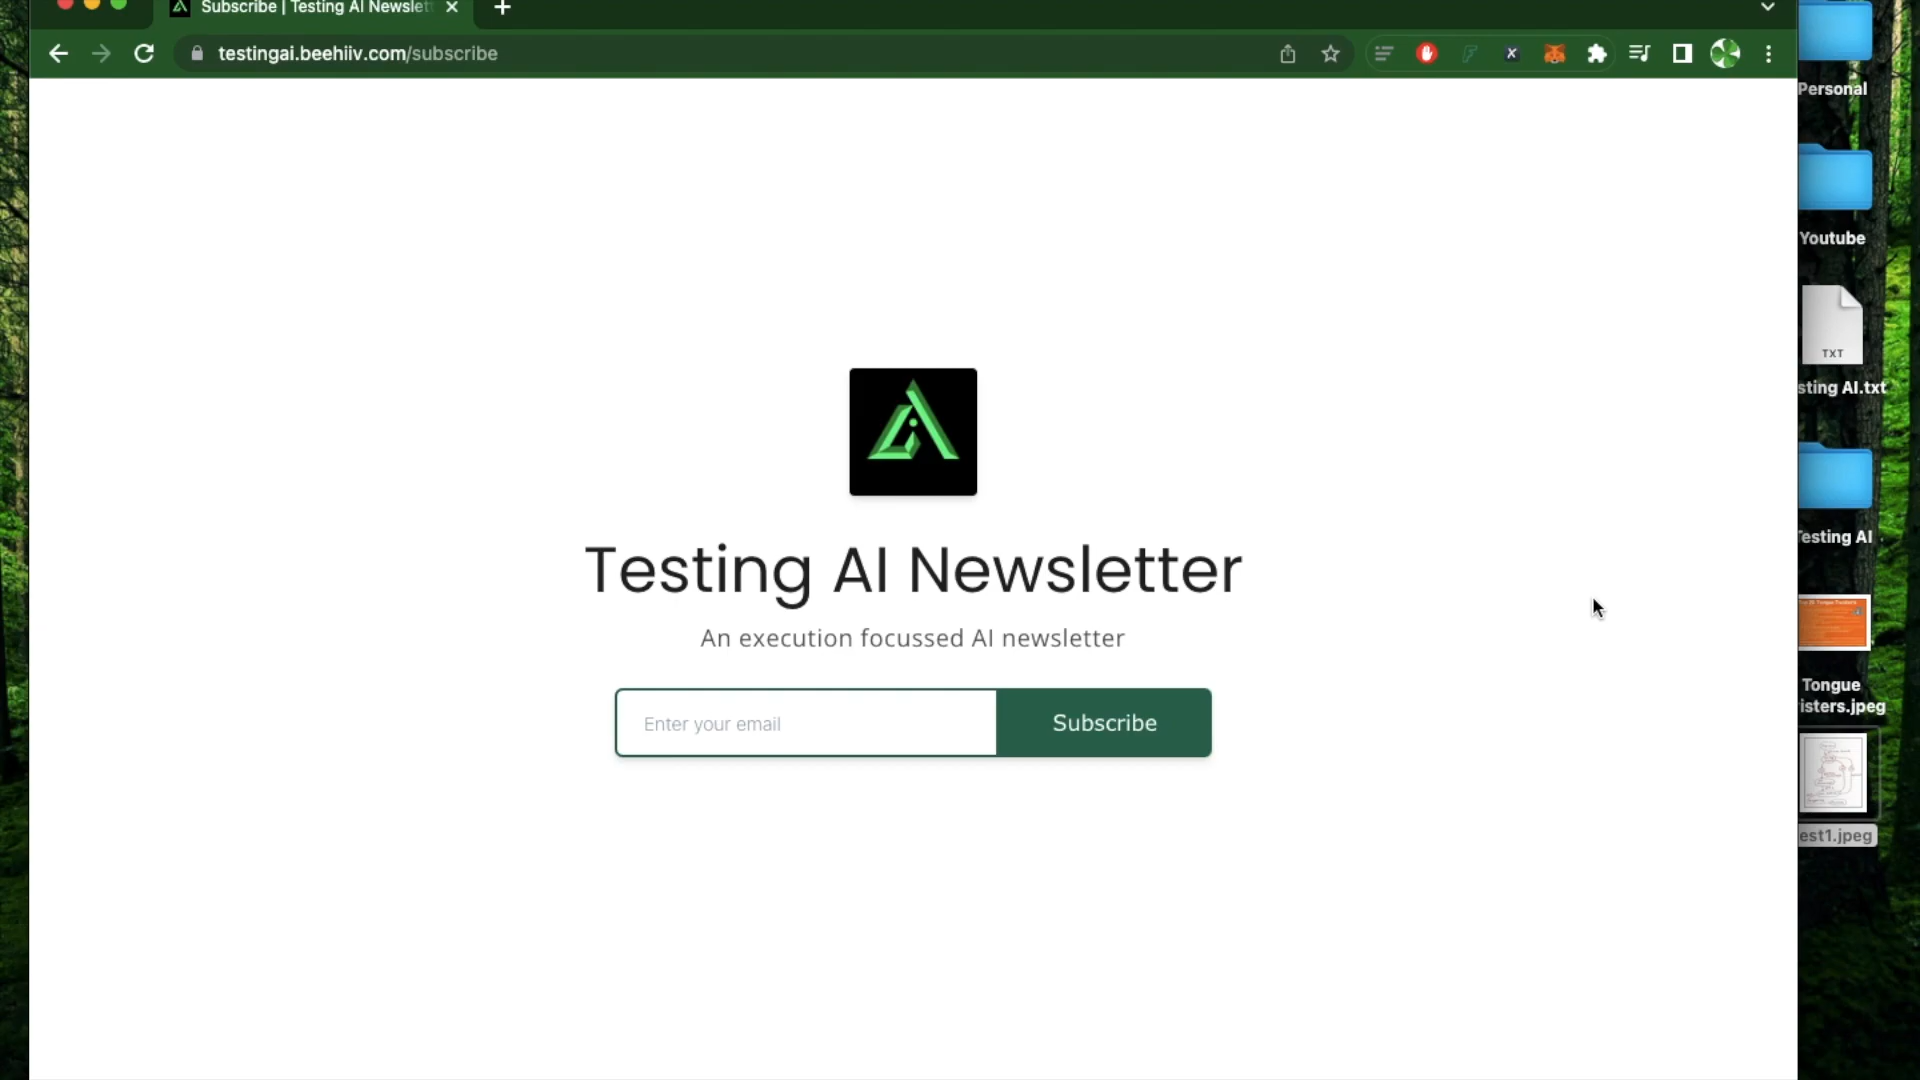 Subscribe | Testing AI Newslet
testingai.beehiiv.com/subscribe
Testing AI Newsletter
An execution focussed AI newsletter
Enter your email
Subscribe
Personal
Youtube
TXT
sting AI.txt
Testing AI
Tongue
isters.jpeg
est1.jpeg